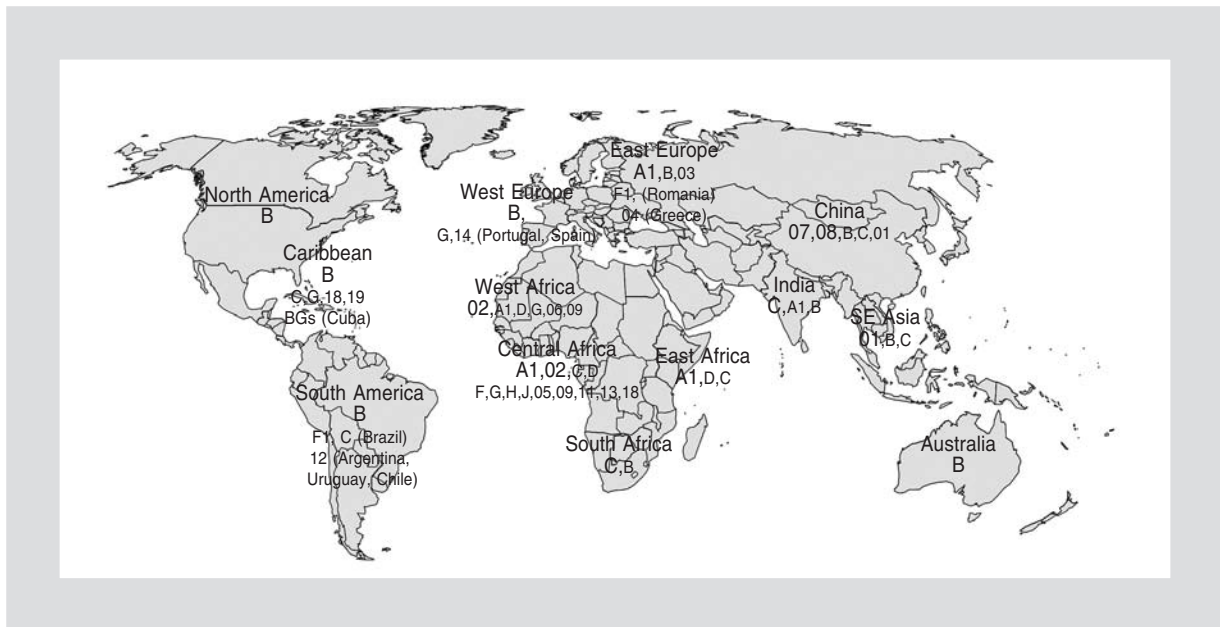 North America
B
Caribbean
B
C,G,18,19
BGs (Cuba)
South America
B
F1, C (Brazil)
12 (Argentina,
Uruguay, Chile)
West Europe
B,
G,14 (Portugal, Spain)
East Europe
A1,B,03
F1, (Romania)
04 (Greece)
West Africa
02,A1,D,G,06,09
Central Africa
A1,02,C,D
F,G,H,J,05,09,11,13,18
East Africa
A1,D,C
South Africa
C,B
China
07,08,B,C,01
India
C,A1,B
SE Asia
01,B,C
Australia
B